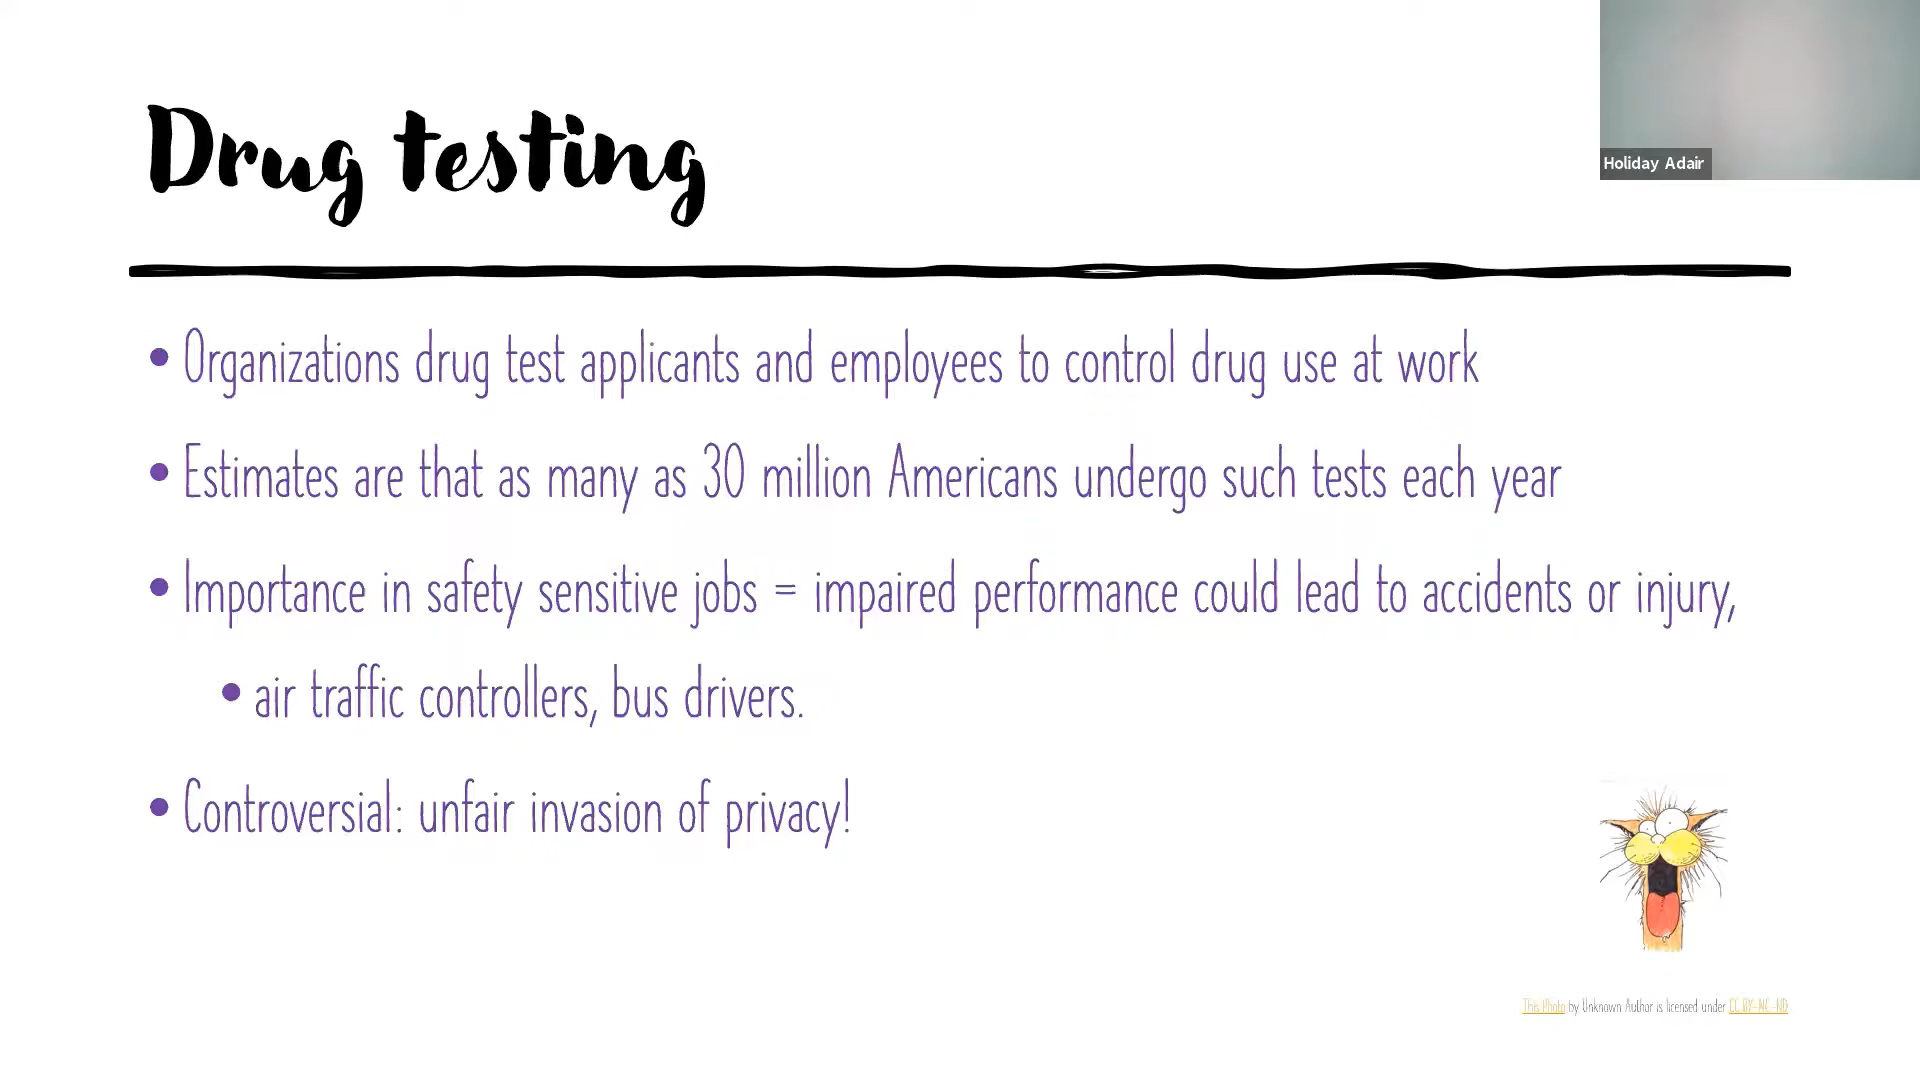 Holiday Adair
Drug testing
• Organizations drug test applicants and employees to control drug use at work
• Estimates are that as many as 30 million Americans undergo such tests each year
• Importance in safety sensitive jobs = impaired performance could lead to accidents or injury,
• air traffic controllers, bus drivers.
• Controversial: unfair invasion of privacy!
This Photo by Unknown Author is licensed under CC BY-NC-ND